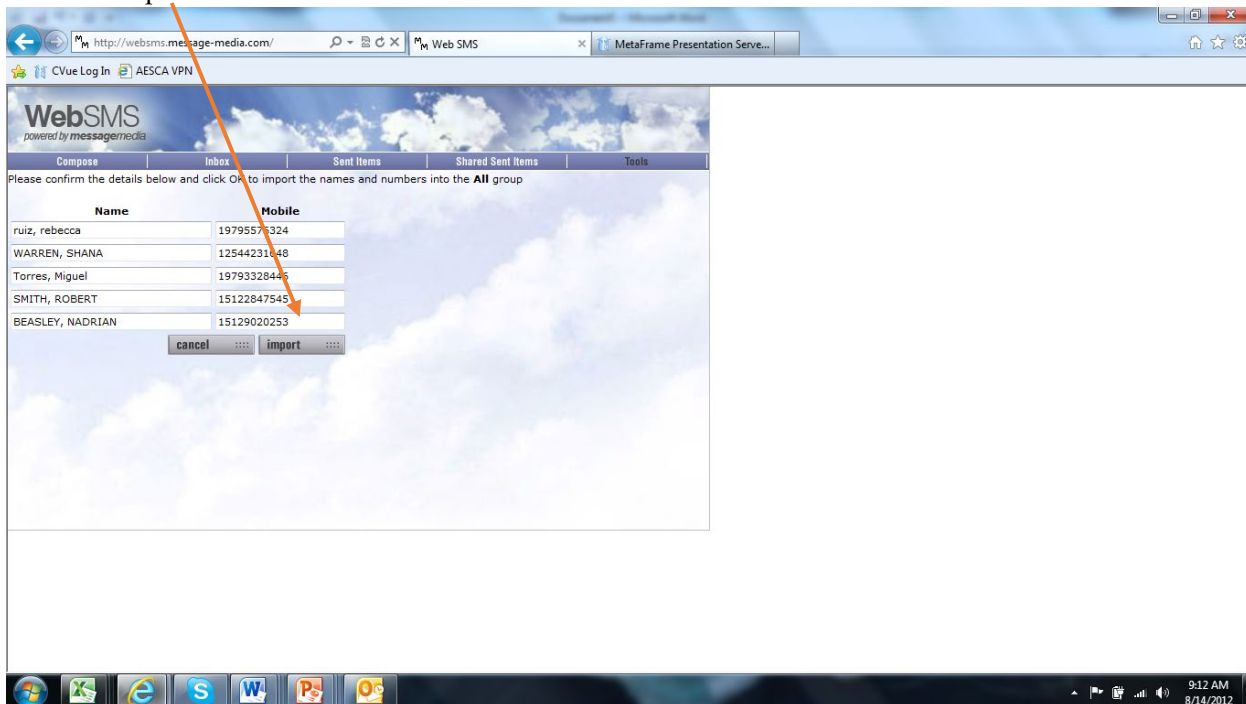 http://websms.message-media.com/
Web SMS
MetaFrame Presentation Serve...
CVue Log In
AESCA VPN
WebSMS
powered by messagemedia
Compose
Inbox
Sent Items
Shared Sent Items
Tools
Please confirm the details below and click OK to import the names and numbers into the All group
Name Mobile
ruiz, rebecca 19795575324
WARREN, SHANA
Torres, Miguel
SMITH, ROBERT 15122847545
BEASLEY, NADRIAN 15129020253
cancel import
9:12 AM
8/14/2012